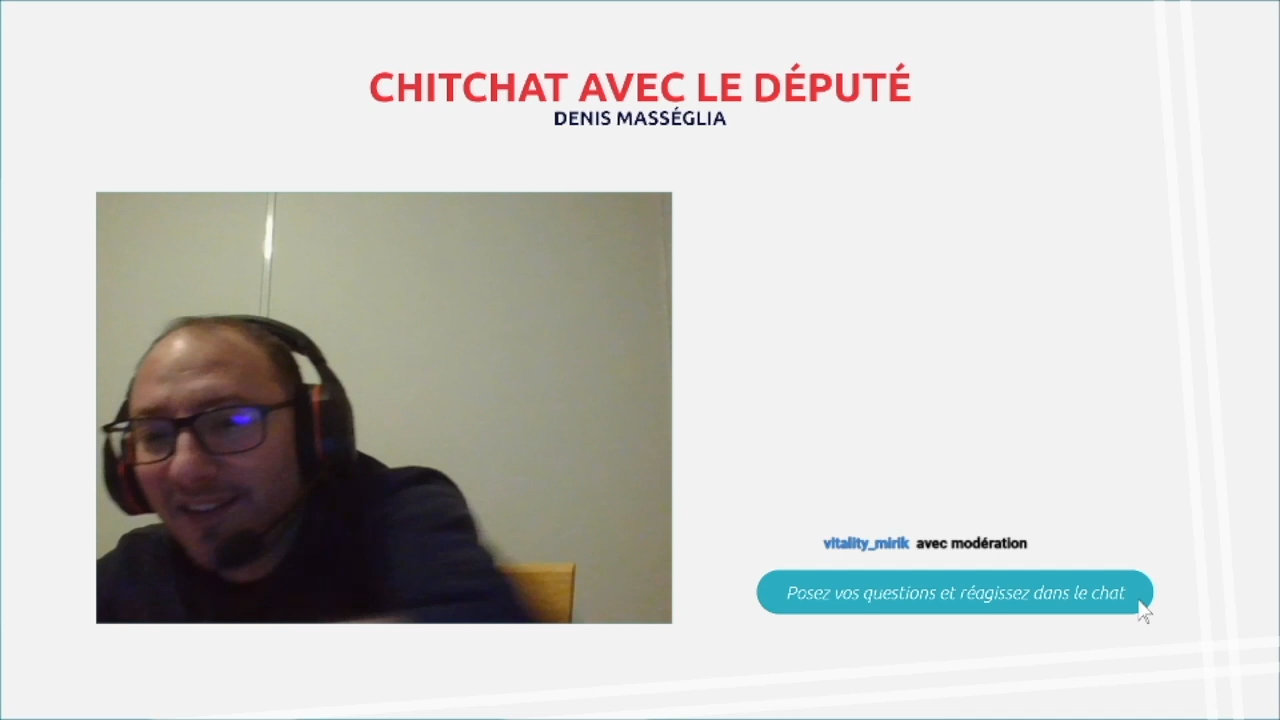 CHITCHAT AVEC LE DÉPUTÉ
DENIS MASSÉGLIA
vitality_mirik avec modération
Posez vos questions et réagissez dans le chat